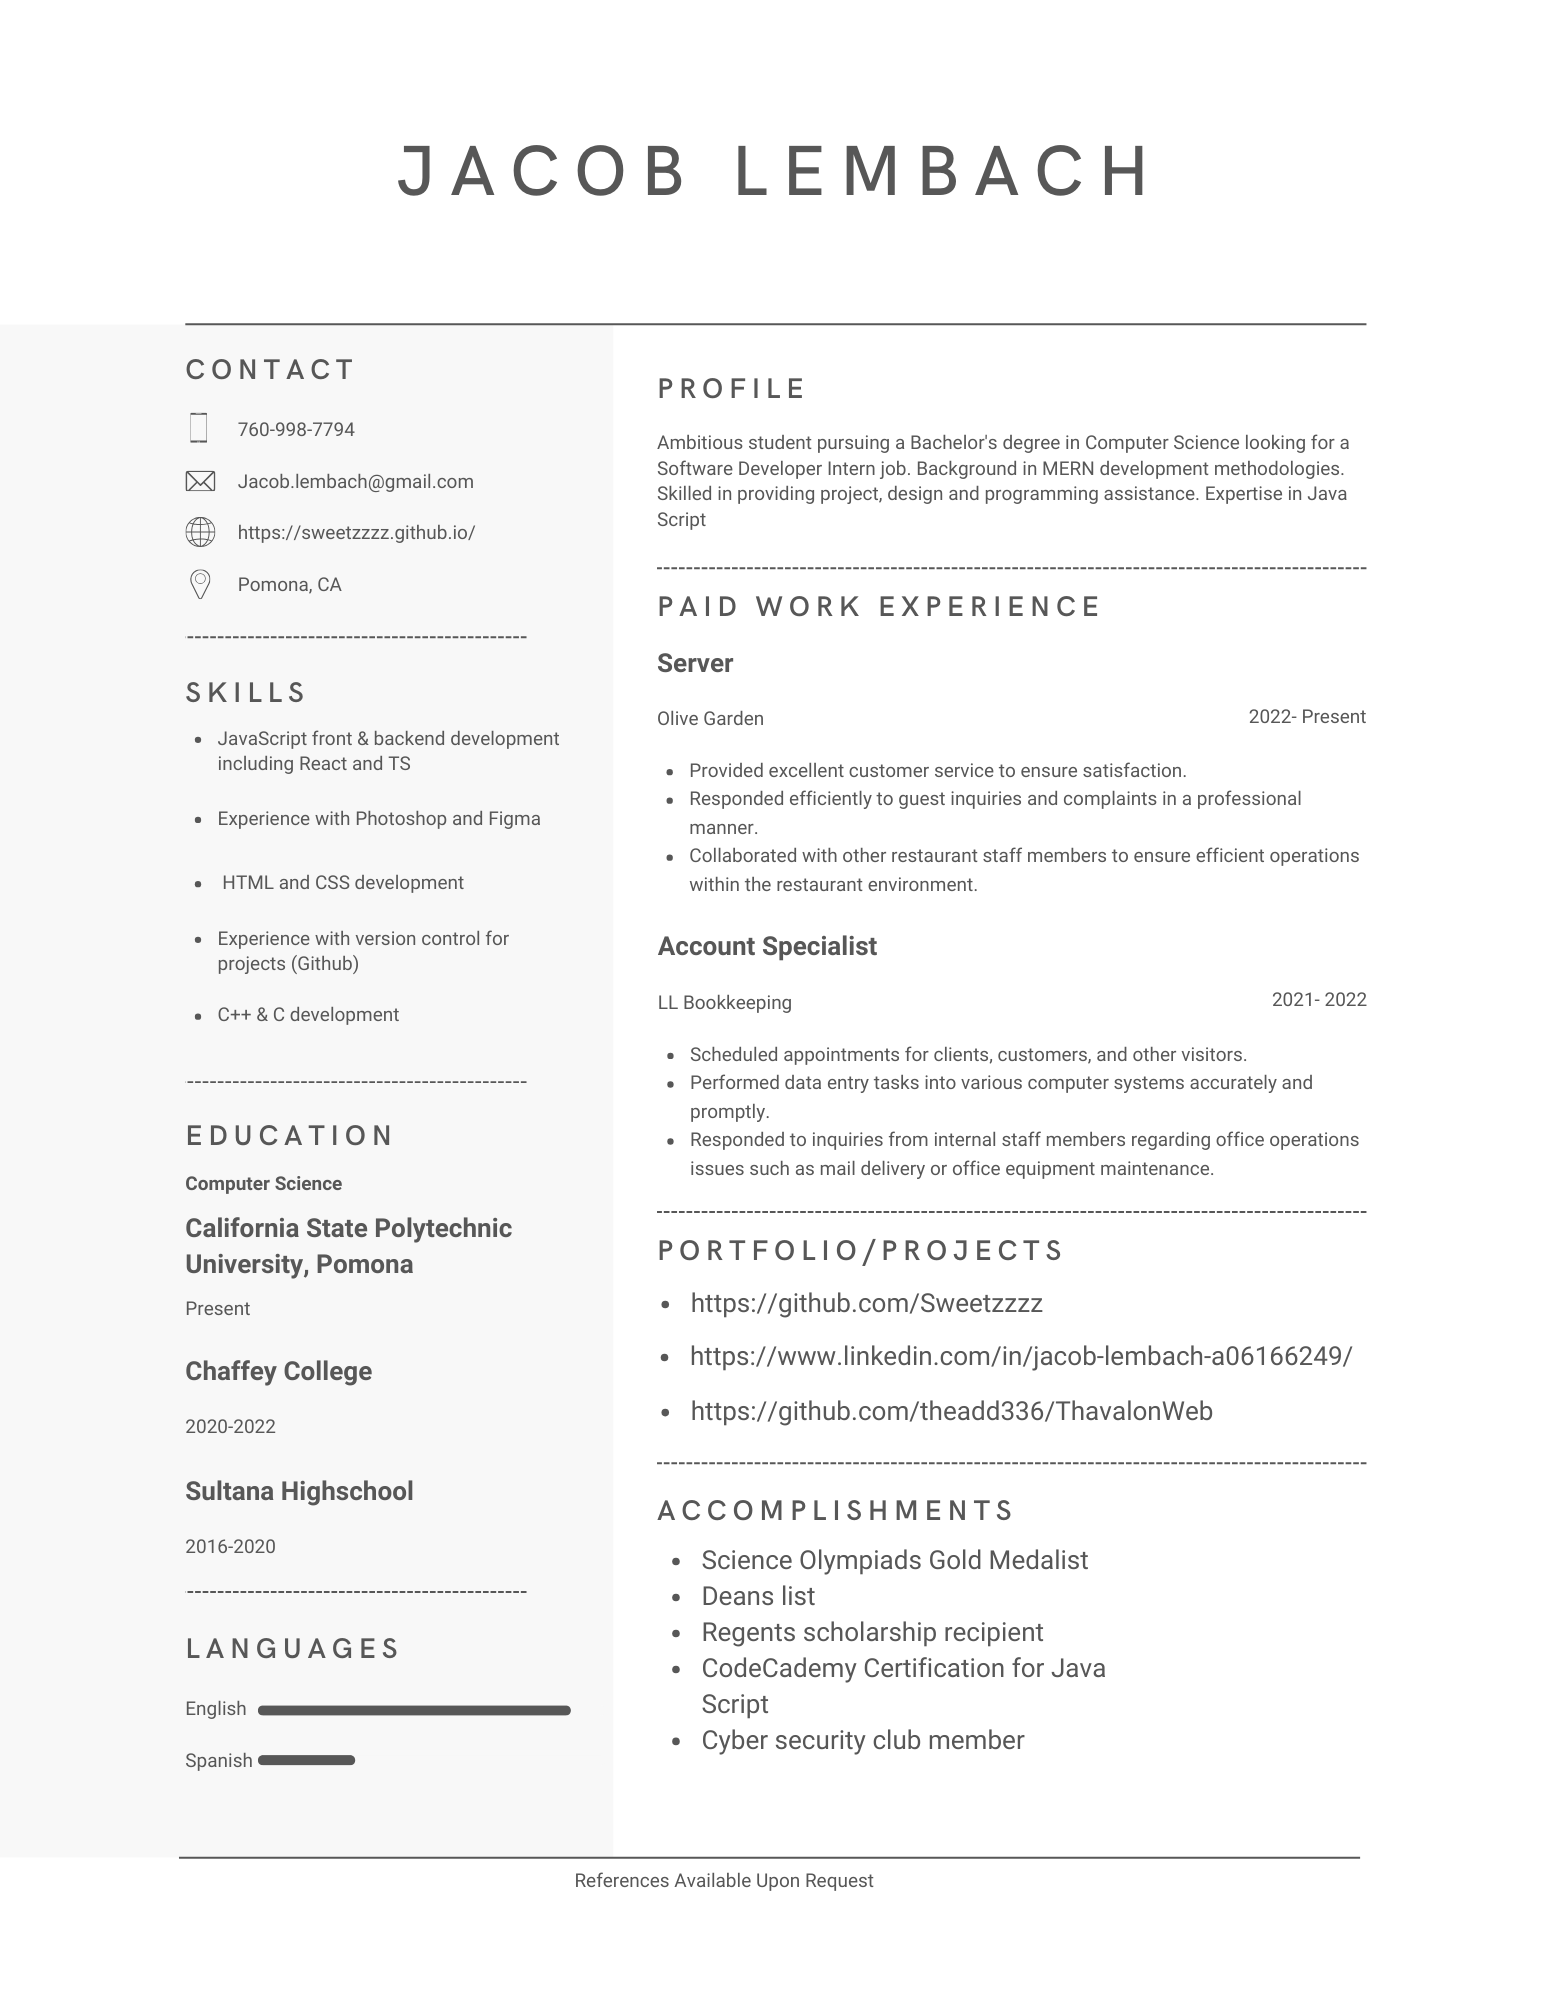 JACOB LEMBACH
CONTACT
760-998-7794
Jacob.lembach@gmail.com
https://sweetzzzz.github.io/
Pomona, CA
SKILLS
JavaScript front & backend development
including React and TS
Experience with Photoshop and Figma
HTML and CSS development
Experience with version control for
projects (Github)
C++ & C development
EDUCATION
Computer Science
California State Polytechnic
University, Pomona
Present
Chaffey College
2020-2022
Sultana Highschool
2016-2020
LANGUAGES
English
Spanish
PROFILE
Ambitious student pursuing a Bachelor's degree in Computer Science looking for a
Software Developer Intern job. Background in MERN development methodologies.
Skilled in providing project, design and programming assistance. Expertise in Java
Script
PAID WORK EXPERIENCE
Server
Olive Garden 2022- Present
Provided excellent customer service to ensure satisfaction.
Responded efficiently to guest inquiries and complaints in a professional
manner.
Collaborated with other restaurant staff members to ensure efficient operations
within the restaurant environment.
Account Specialist
LL Bookkeeping 2021- 2022
Scheduled appointments for clients, customers, and other visitors.
Performed data entry tasks into various computer systems accurately and
promptly.
Responded to inquiries from internal staff members regarding office operations
issues such as mail delivery or office equipment maintenance.
PORTFOLIO/PROJECTS
https://github.com/Sweetzzzz
https://www.linkedin.com/in/jacob-lembach-a06166249/
https://github.com/theadd336/ThavalonWeb
ACCOMPLISHMENTS
Science Olympiads Gold Medalist
Deans list
Regents scholarship recipient
CodeCademy Certification for Java
Script
Cyber security club member
References Available Upon Request